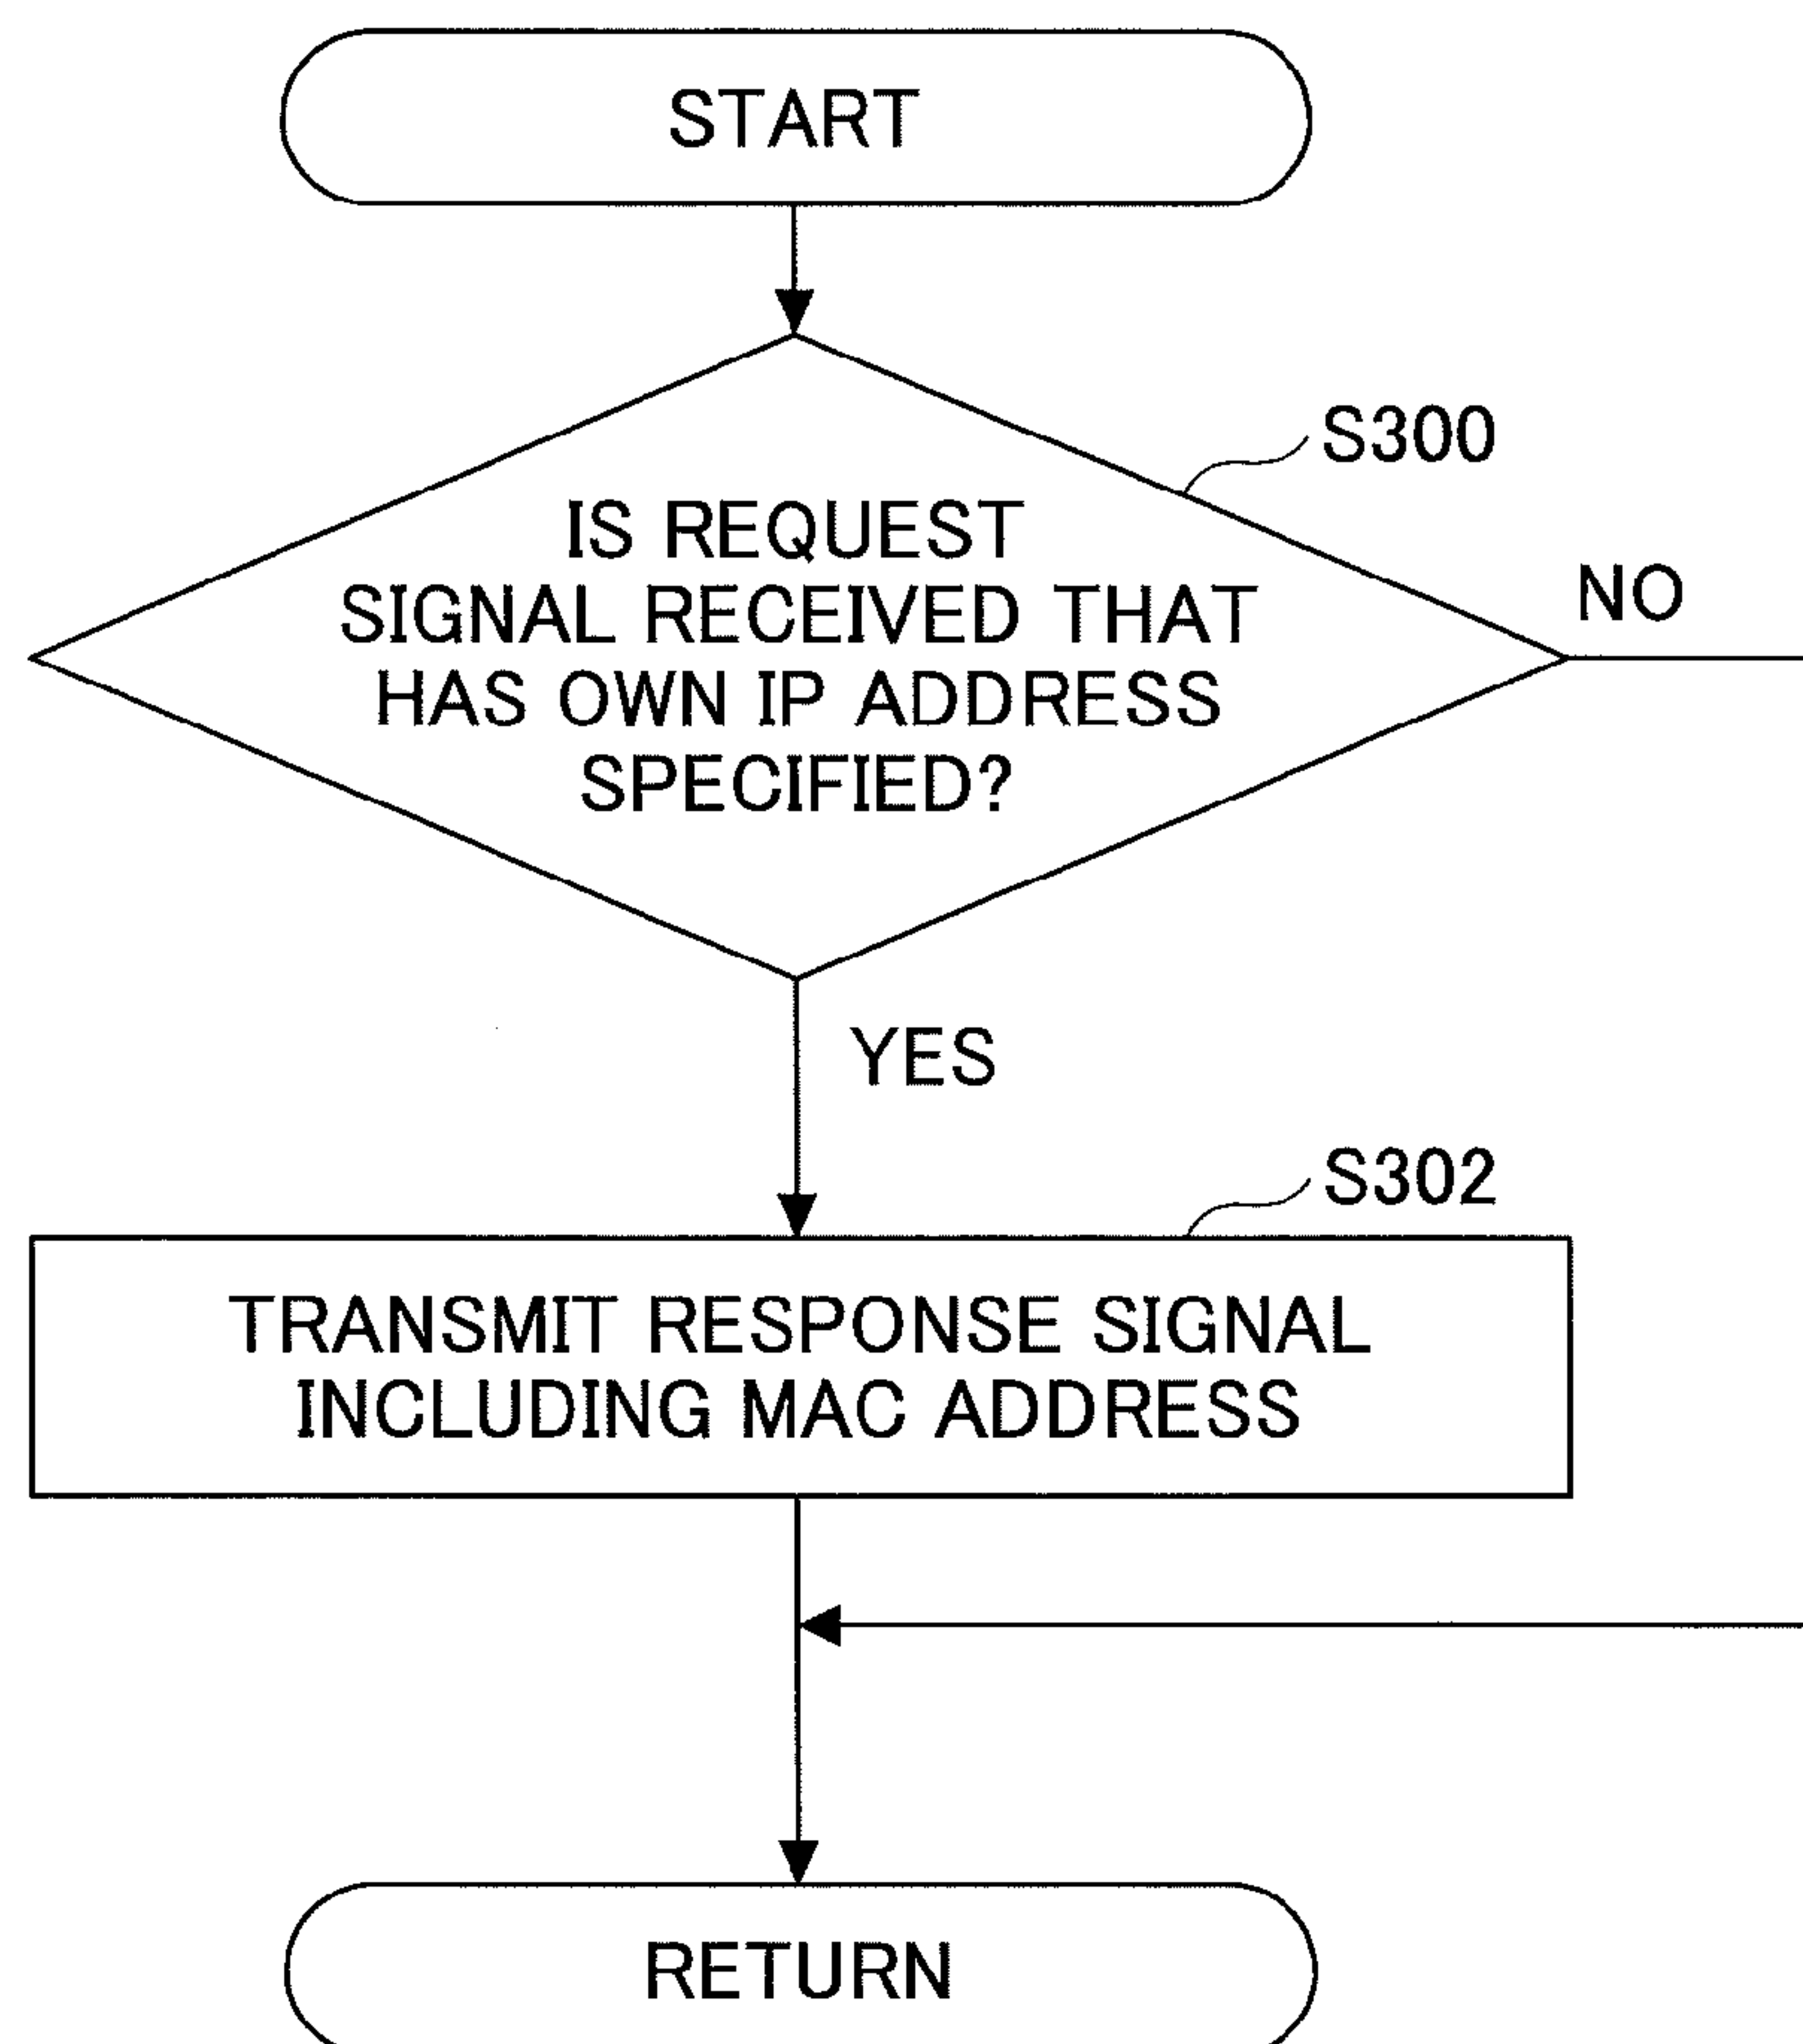 START
S300
IS REQUEST
SIGNAL RECEIVED THAT
HAS OWN IP ADDRESS
SPECIFIED?
NO
YES
S302
TRANSMIT RESPONSE SIGNAL
INCLUDING MAC ADDRESS
RETURN